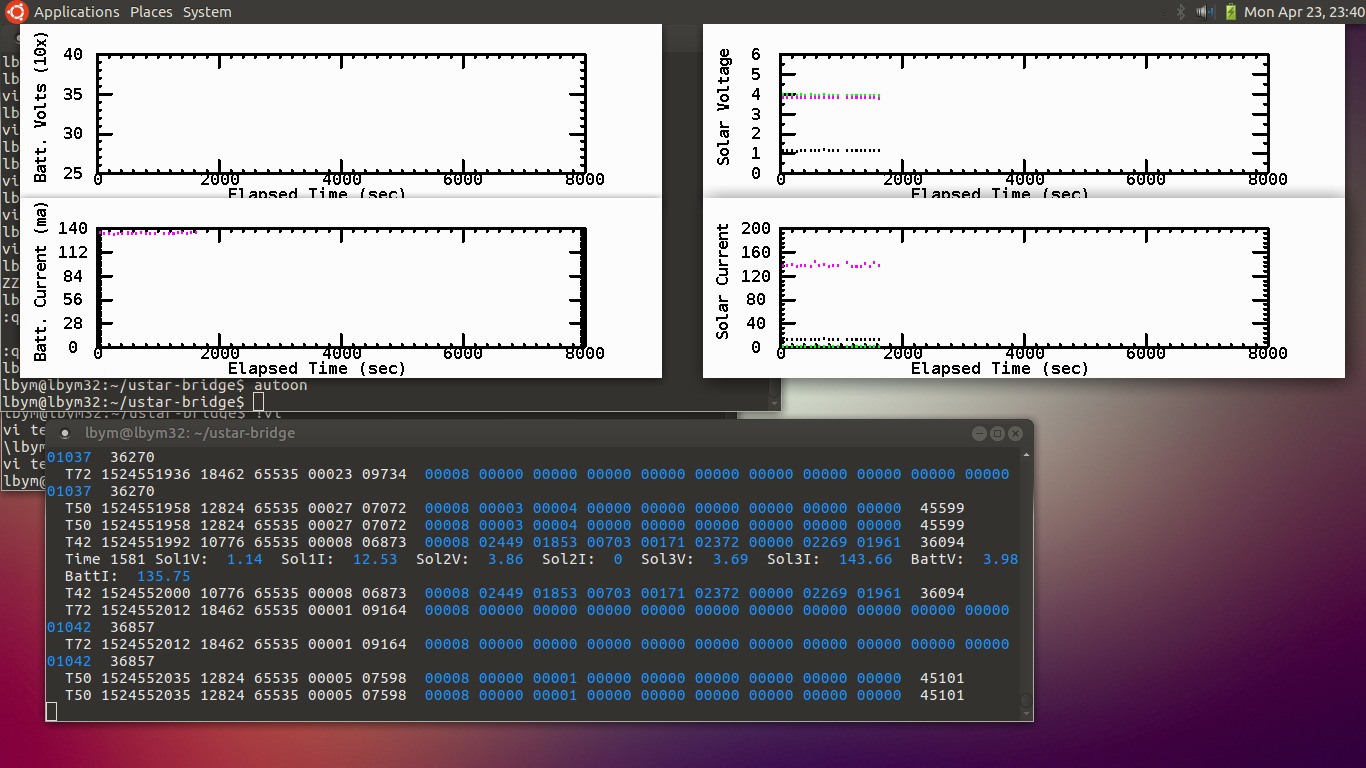 Applications Places System
Mon Apr 23, 23:40
Batt. Volts (10x)
40
35
30
25
0 2000 4000 6000 8000
Elapsed Time (sec)
Solar Voltage
6
5
4
3
2
1
0
0 2000 4000 6000 8000
Elapsed Time (sec)
Batt. Current (ma)
140
112
84
56
28
0
0 2000 4000 6000 8000
Elapsed Time (sec)
Solar Current
200
160
120
80
40
0
0 2000 4000 6000 8000
Elapsed Time (sec)
lb
lb
vi
lb
vi
lb
lb
vi
lb
vi
lb
vi
lb
ZZ
lb
:q
:q
lb
lbym@lbym32:~/ustar-bridge$ autoon
lbym@lbym32:~/ustar-bridge$
lbym@lbym32:~/ustar-bridge$ !vi
vi te
\lbym
vi te
lbym@
lbym@lbym32: ~/ustar-bridge
01037 36270
T72 1524551936 18462 65535 00023 09734 00008 00000 00000 00000 00000 00000 00000 00000 00000 00000 00000
01037 36270
T50 1524551958 12824 65535 00027 07072 00008 00003 00004 00000 00000 00000 00000 00000 00000 45599
T50 1524551958 12824 65535 00027 07072 00008 00003 00004 00000 00000 00000 00000 00000 00000 45599
T42 1524551992 10776 65535 00008 06873 00008 02449 01853 00703 00171 02372 00000 02269 01961 36094
Time 1581 Sol1V: 1.14 Sol1I: 12.53 Sol2V: 3.86 Sol2I: 0 Sol3V: 3.69 Sol3I: 143.66 BattV: 3.98
BattI: 135.75
T42 1524552000 10776 65535 00008 06873 00008 02449 01853 00703 00171 02372 00000 02269 01961 36094
T72 1524552012 18462 65535 00001 09164 00008 00000 00000 00000 00000 00000 00000 00000 00000 00000 00000
01042 36857
T72 1524552012 18462 65535 00001 09164 00008 00000 00000 00000 00000 00000 00000 00000 00000 00000 00000
01042 36857
T50 1524552035 12824 65535 00005 07598 00008 00000 00001 00000 00000 00000 00000 00000 00000 45101
T50 1524552035 12824 65535 00005 07598 00008 00000 00001 00000 00000 00000 00000 00000 00000 45101